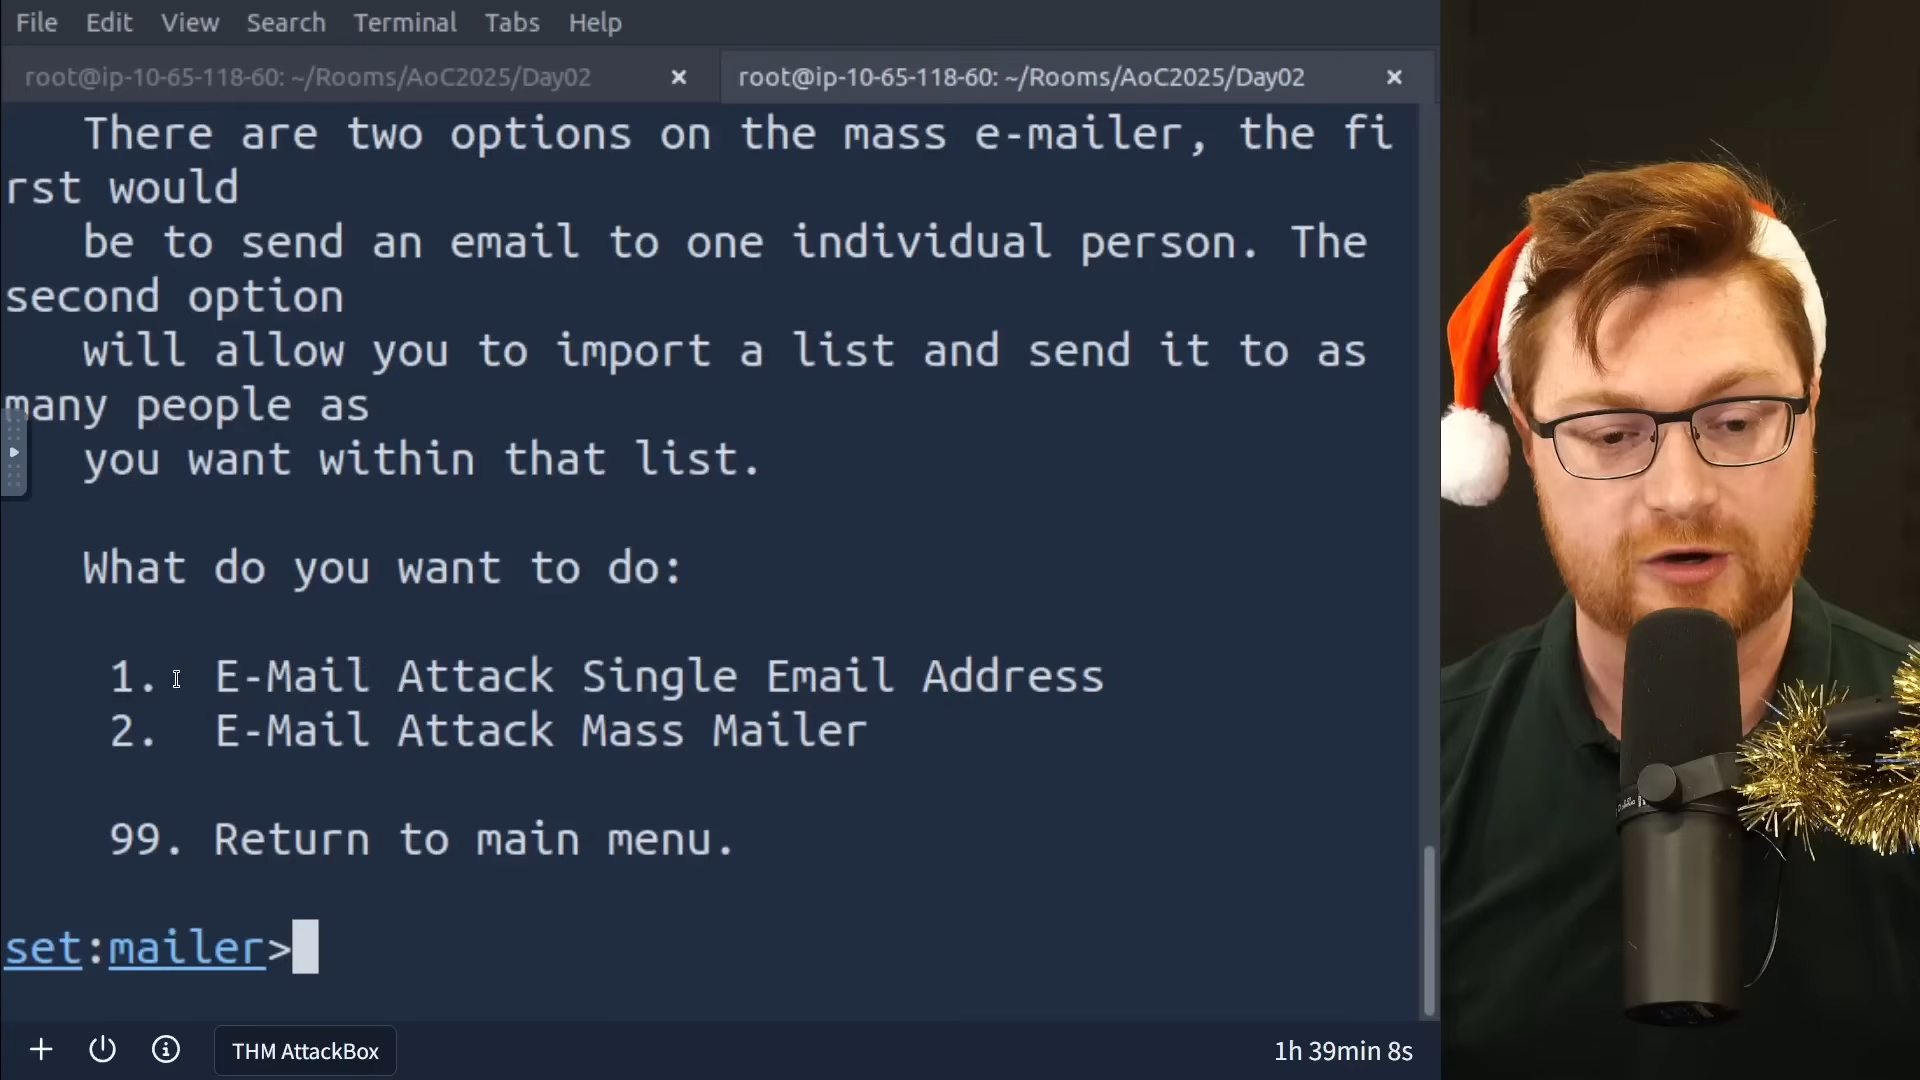 File Edit View Search Terminal Tabs Help
root@ip-10-65-118-60: ~/Rooms/AoC2025/Day02 × root@ip-10-65-118-60: ~/Rooms/AoC2025/Day02 ×
There are two options on the mass e-mailer, the fi
rst would
be to send an email to one individual person. The
second option
will allow you to import a list and send it to as
many people as
you want within that list.
What do you want to do:
1. E-Mail Attack Single Email Address
2. E-Mail Attack Mass Mailer
99. Return to main menu.
set:mailer>
THM AttackBox 1h 39min 8s